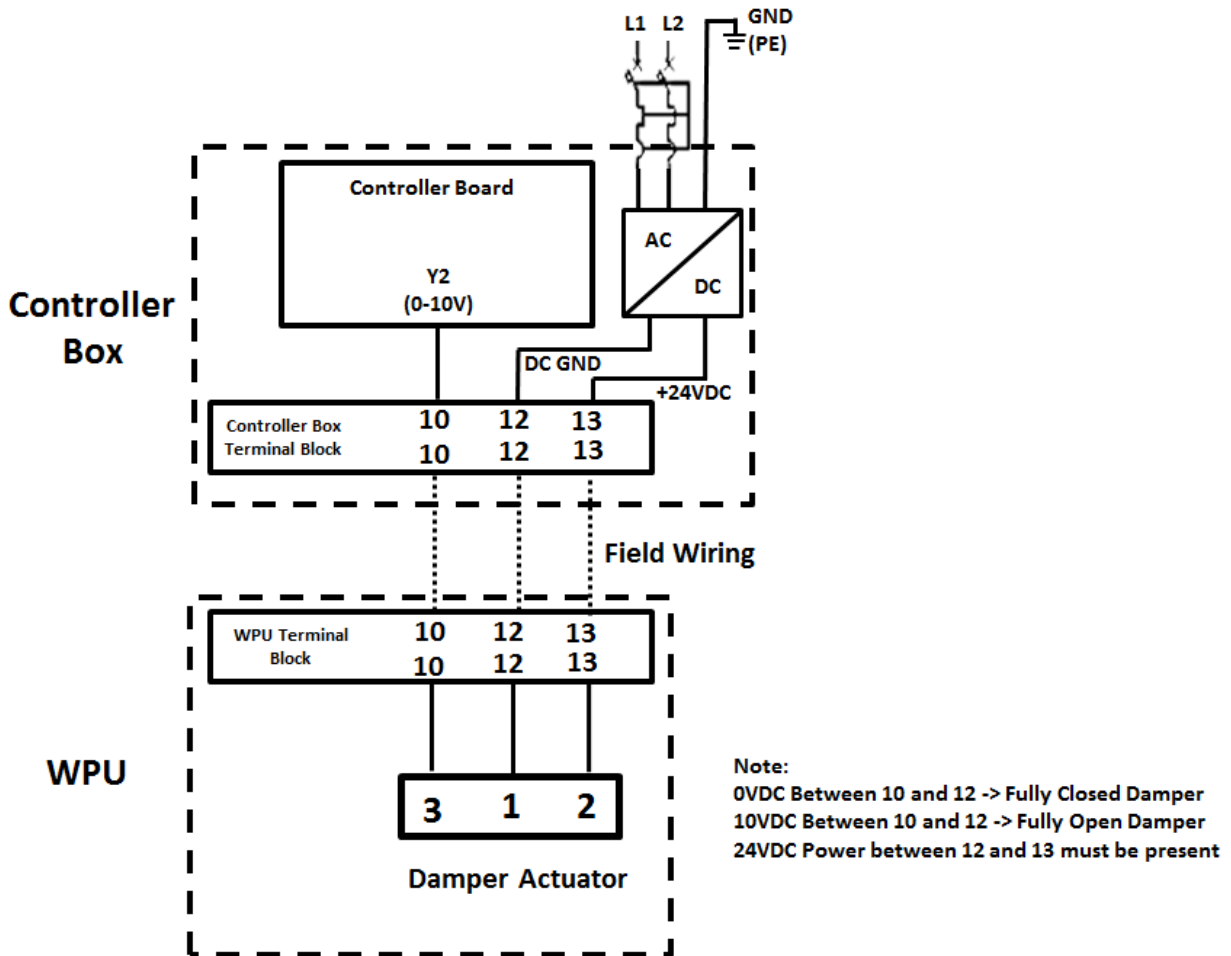 L1 L2
GND
(PE)
Controller Board
Y2
(0-10V)
AC
DC
Controller
Box
DC GND
+24VDC
Controller Box
Terminal Block
10 12 13
10 12 13
Field Wiring
WPU Terminal
Block
10 12 13
10 12 13
WPU
3 1 2
Damper Actuator
Note:
0VDC Between 10 and 12 -> Fully Closed Damper
10VDC Between 10 and 12 -> Fully Open Damper
24VDC Power between 12 and 13 must be present